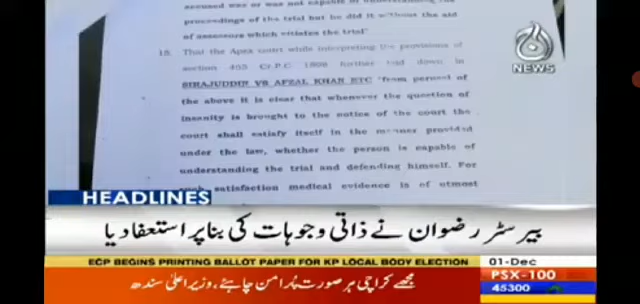 accused was or was not capable of understanding the
proceedings of the trial but he did it without the aid
of assessors which vitiate the trial"
15. That the Apex court while interpreting the provisions of
section 465 Cr.P.C 1898 further laid down in
SIRAJUDDIN VS AFZAL KHAN ETC "from perusal of
the above it is clear that whenever the question of
insanity is brought to the notice of the court the
court shall satisfy itself in the manner provided
under the law, whether the person is capable of
understanding the trial and defending himself. For
such satisfaction medical evidence is of utmost
NEWS
HEADLINES
بیرسٹر رضوان نے ذاتی وجوہات کی بنا پر استعفا دیا
ECP BEGINS PRINTING BALLOT PAPER FOR KP LOCAL BODY ELECTION
01-Dec
PSX-100
45300
مجھے کراچی ہر صورت پُرامن چاہئے، وزیراعلیٰ سندھ